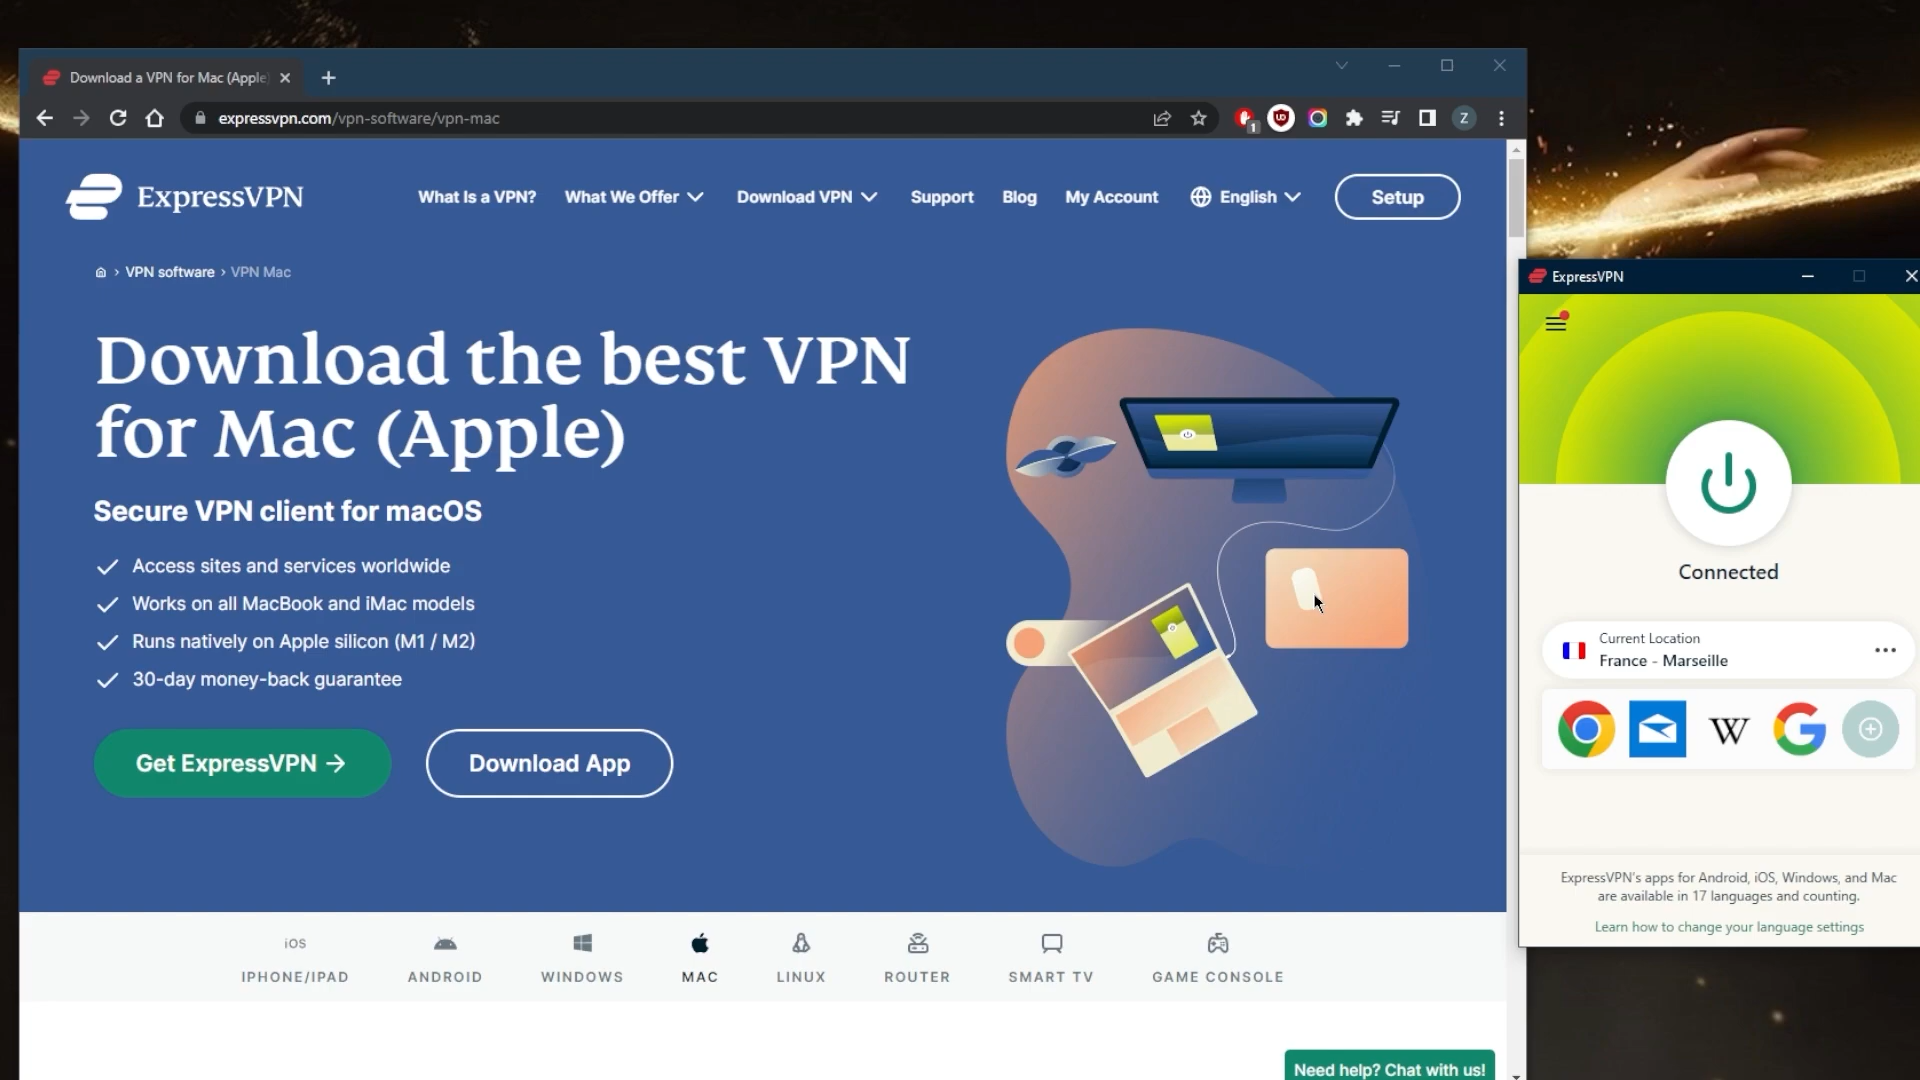 Download a VPN for Mac (Apple
expressvpn.com/vpn-software/vpn-mac
1
Z
ExpressVPN
What Is a VPN?
What We Offer
Download VPN
Support
Blog
My Account
English
Setup
VPN software › VPN Mac
Download the best VPN
for Mac (Apple)
Secure VPN client for macOS
Access sites and services worldwide
Works on all MacBook and iMac models
Runs natively on Apple silicon (M1 / M2)
30-day money-back guarantee
Get ExpressVPN →
Download App
iOS
IPHONE/IPAD
ANDROID
WINDOWS
MAC
LINUX
ROUTER
SMART TV
GAME CONSOLE
Need help? Chat with us!
ExpressVPN
Connected
Current Location
France - Marseille
W
G
ExpressVPN's apps for Android, iOS, Windows, and Mac
are available in 17 languages and counting.
Learn how to change your language settings